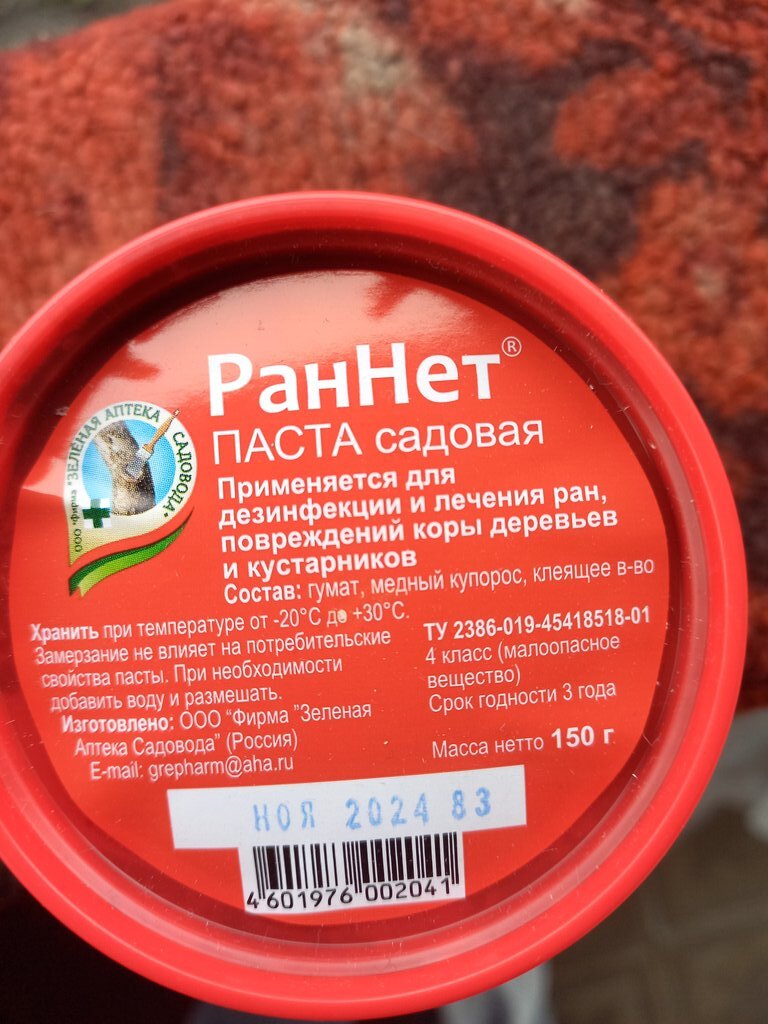 РанНет®
ПАСТА садовая
ООО "Фирма "ЗЕЛЕНАЯ АПТЕКА САДОВОДА"
Применяется для
дезинфекции и лечения ран,
повреждений коры деревьев
и кустарников
Состав: гумат, медный купорос, клеящее в-во
Хранить при температуре от -20°С до +30°С.
Замерзание не влияет на потребительские
свойства пасты. При необходимости
добавить воду и размешать.
Изготовлено: ООО "Фирма "Зеленая
Аптека Садовода" (Россия)
E-mail: grepharm@aha.ru
ТУ 2386-019-45418518-01
4 класс (малоопасное
вещество)
Срок годности 3 года
Масса нетто 150 г
НОЯ 2024 83
4 601976 002041